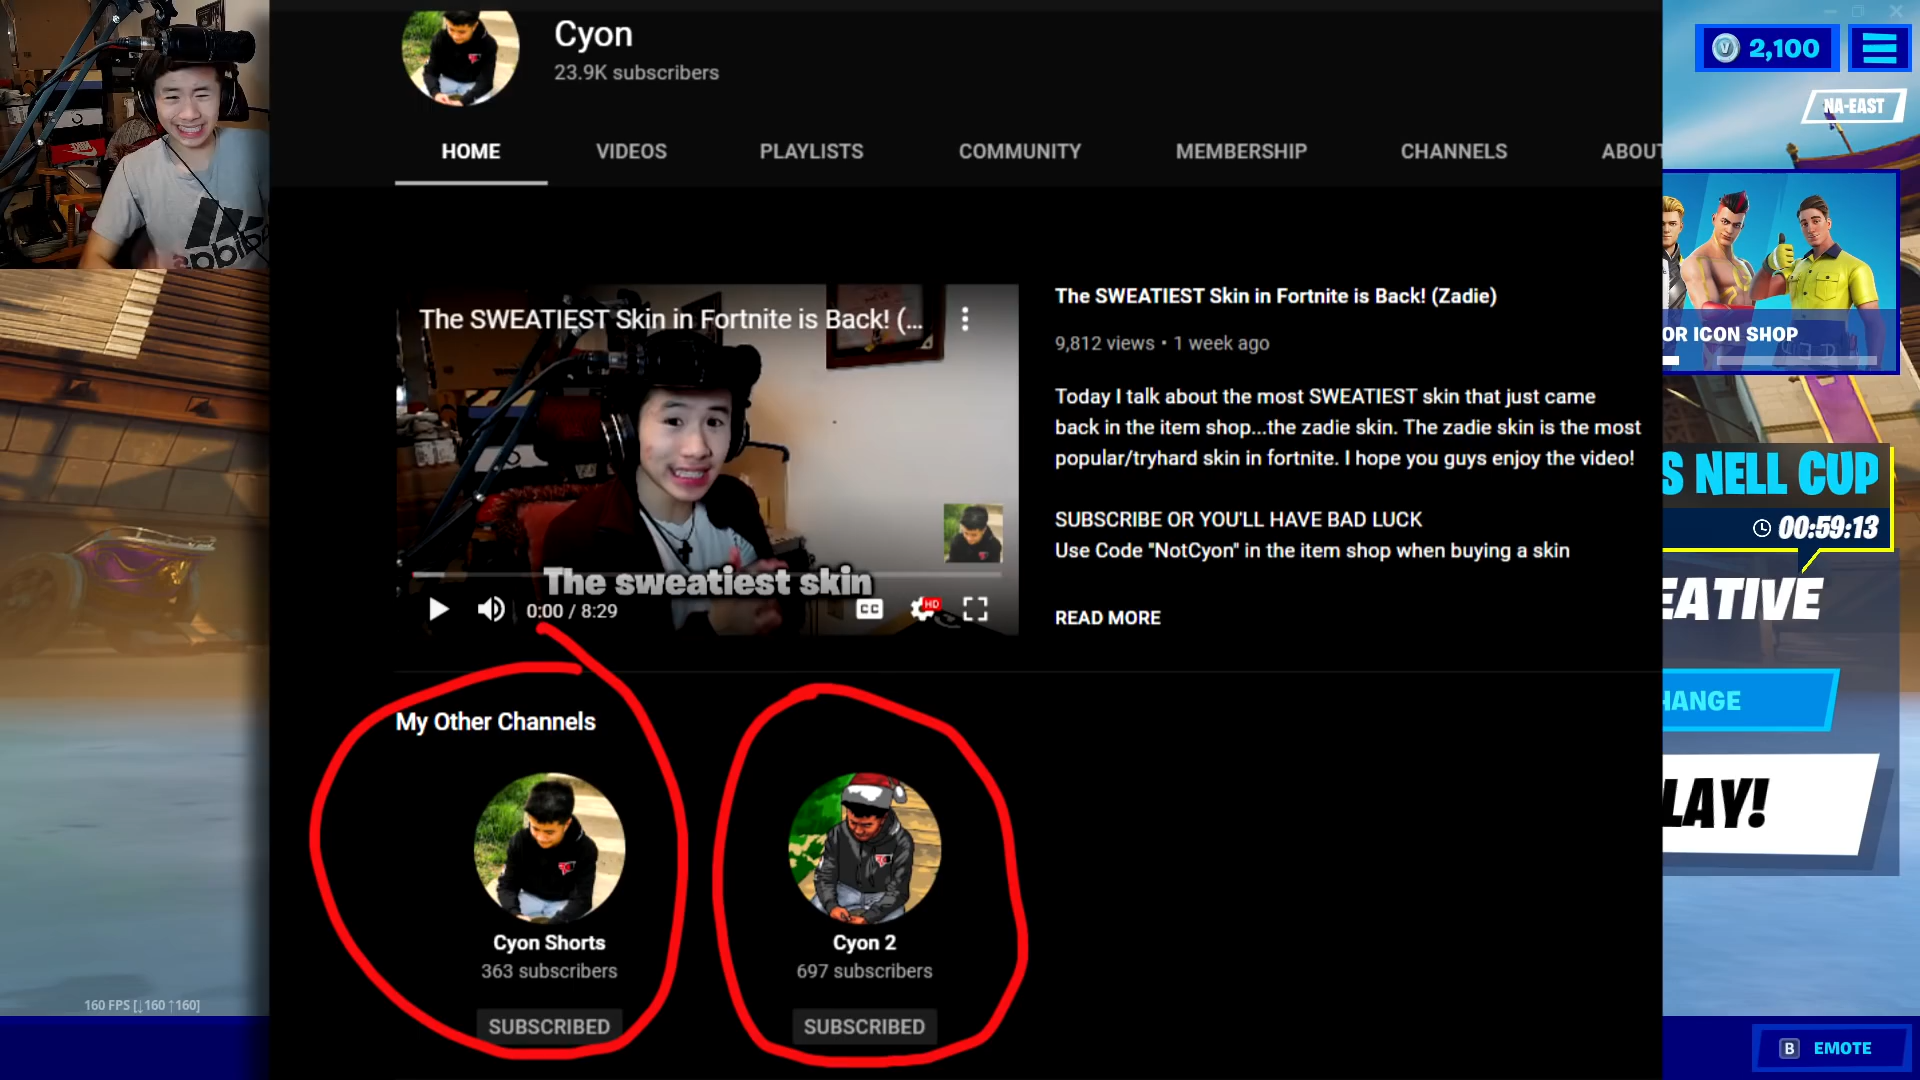 Cyon
23.9K subscribers
HOME
VIDEOS
PLAYLISTS
COMMUNITY
MEMBERSHIP
CHANNELS
ABOUT
The SWEATIEST Skin in Fortnite is Back! (...
The sweatiest skin
0:00 / 8:29
CC
HD
The SWEATIEST Skin in Fortnite is Back! (Zadie)
9,812 views • 1 week ago
Today I talk about the most SWEATIEST skin that just came
back in the item shop...the zadie skin. The zadie skin is the most
popular/tryhard skin in fortnite. I hope you guys enjoy the video!
SUBSCRIBE OR YOU'LL HAVE BAD LUCK
Use Code "NotCyon" in the item shop when buying a skin
READ MORE
My Other Channels
Cyon Shorts
363 subscribers
SUBSCRIBED
Cyon 2
697 subscribers
SUBSCRIBED
adidas
V 2,100
NA-EAST
OR ICON SHOP
S NELL CUP
00:59:13
EATIVE
HANGE
LAY!
B EMOTE
160 FPS [↓160 ↑160]